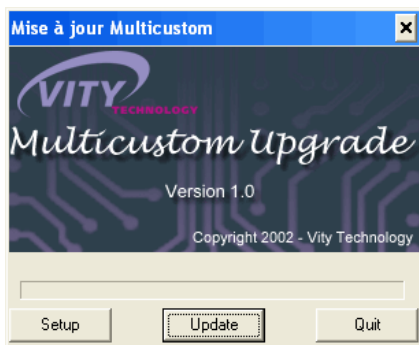 Mise à jour Multicustom
VITY
TECHNOLOGY
Multicustom Upgrade
Version 1.0
Copyright 2002 - Vity Technology
Setup Update Quit